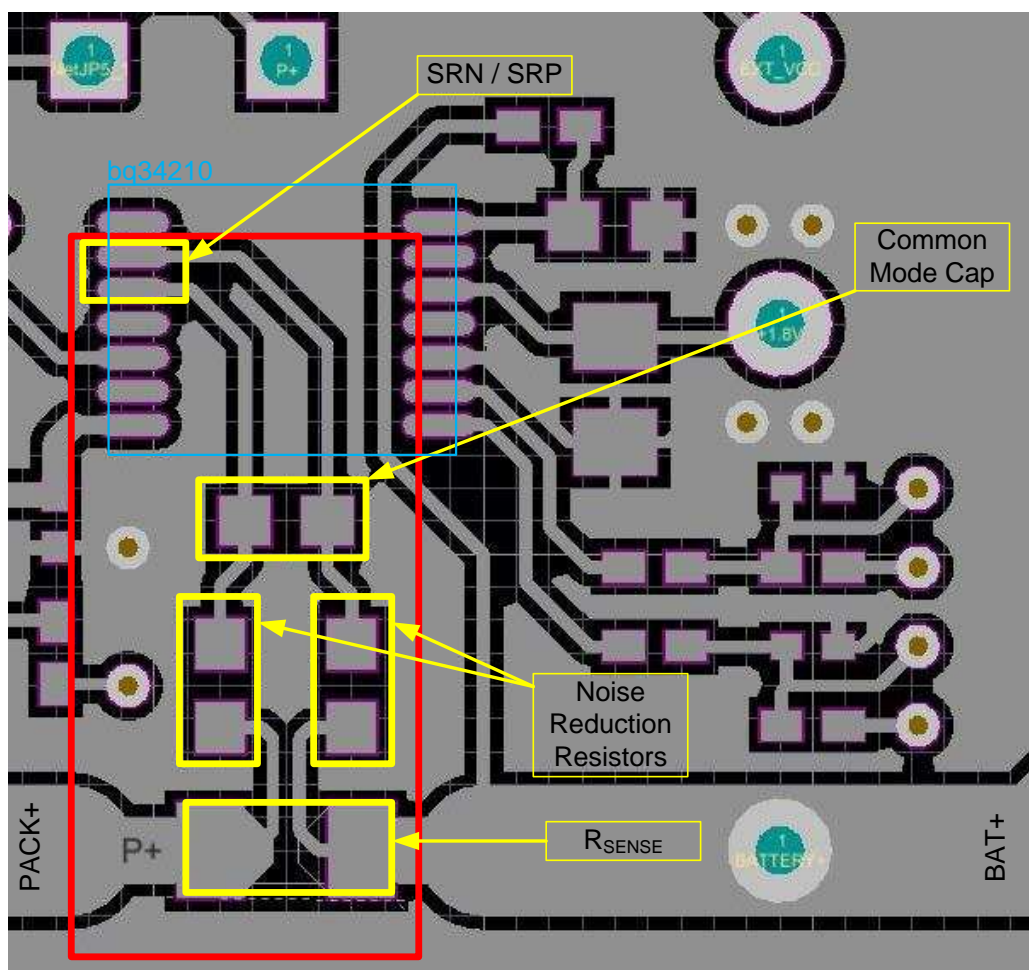 1
NetJP5_
1
P+
SRN / SRP
1
EXT_VCC
bq34210
Common
Mode Cap
1
+1.8V
Noise
Reduction
Resistors
PACK+
P+
RSENSE
1
BATTERY+
BAT+